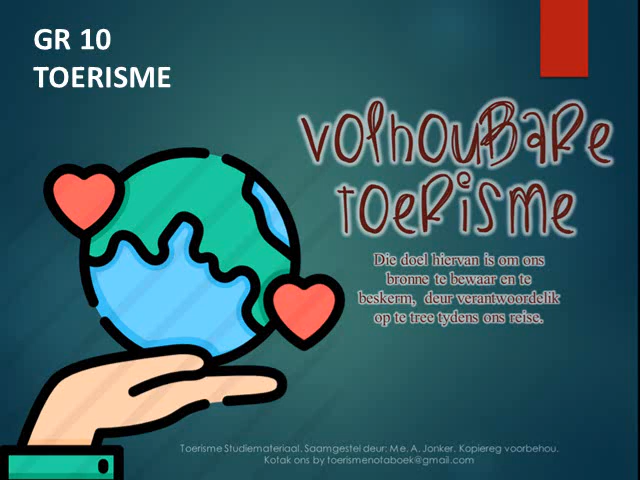 GR 10
TOERISME
Volhoubare
Toerisme
Die doel hiervan is om ons
bronne te bewaar en te
beskerm, deur verantwoordelik
op te tree tydens ons reise.
Toerisme Studiemateriaal. Saamgestel deur: Me. A. Jonker. Kopiereg voorbehou.
Kotak ons by toerismenotaboek@gmail.com